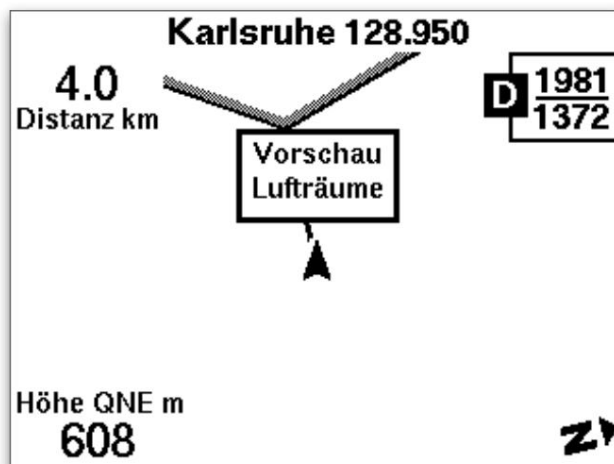 Karlsruhe 128.950
4.0
Distanz km
D
1981
1372
Vorschau
Lufträume
Höhe QNE m
608
N